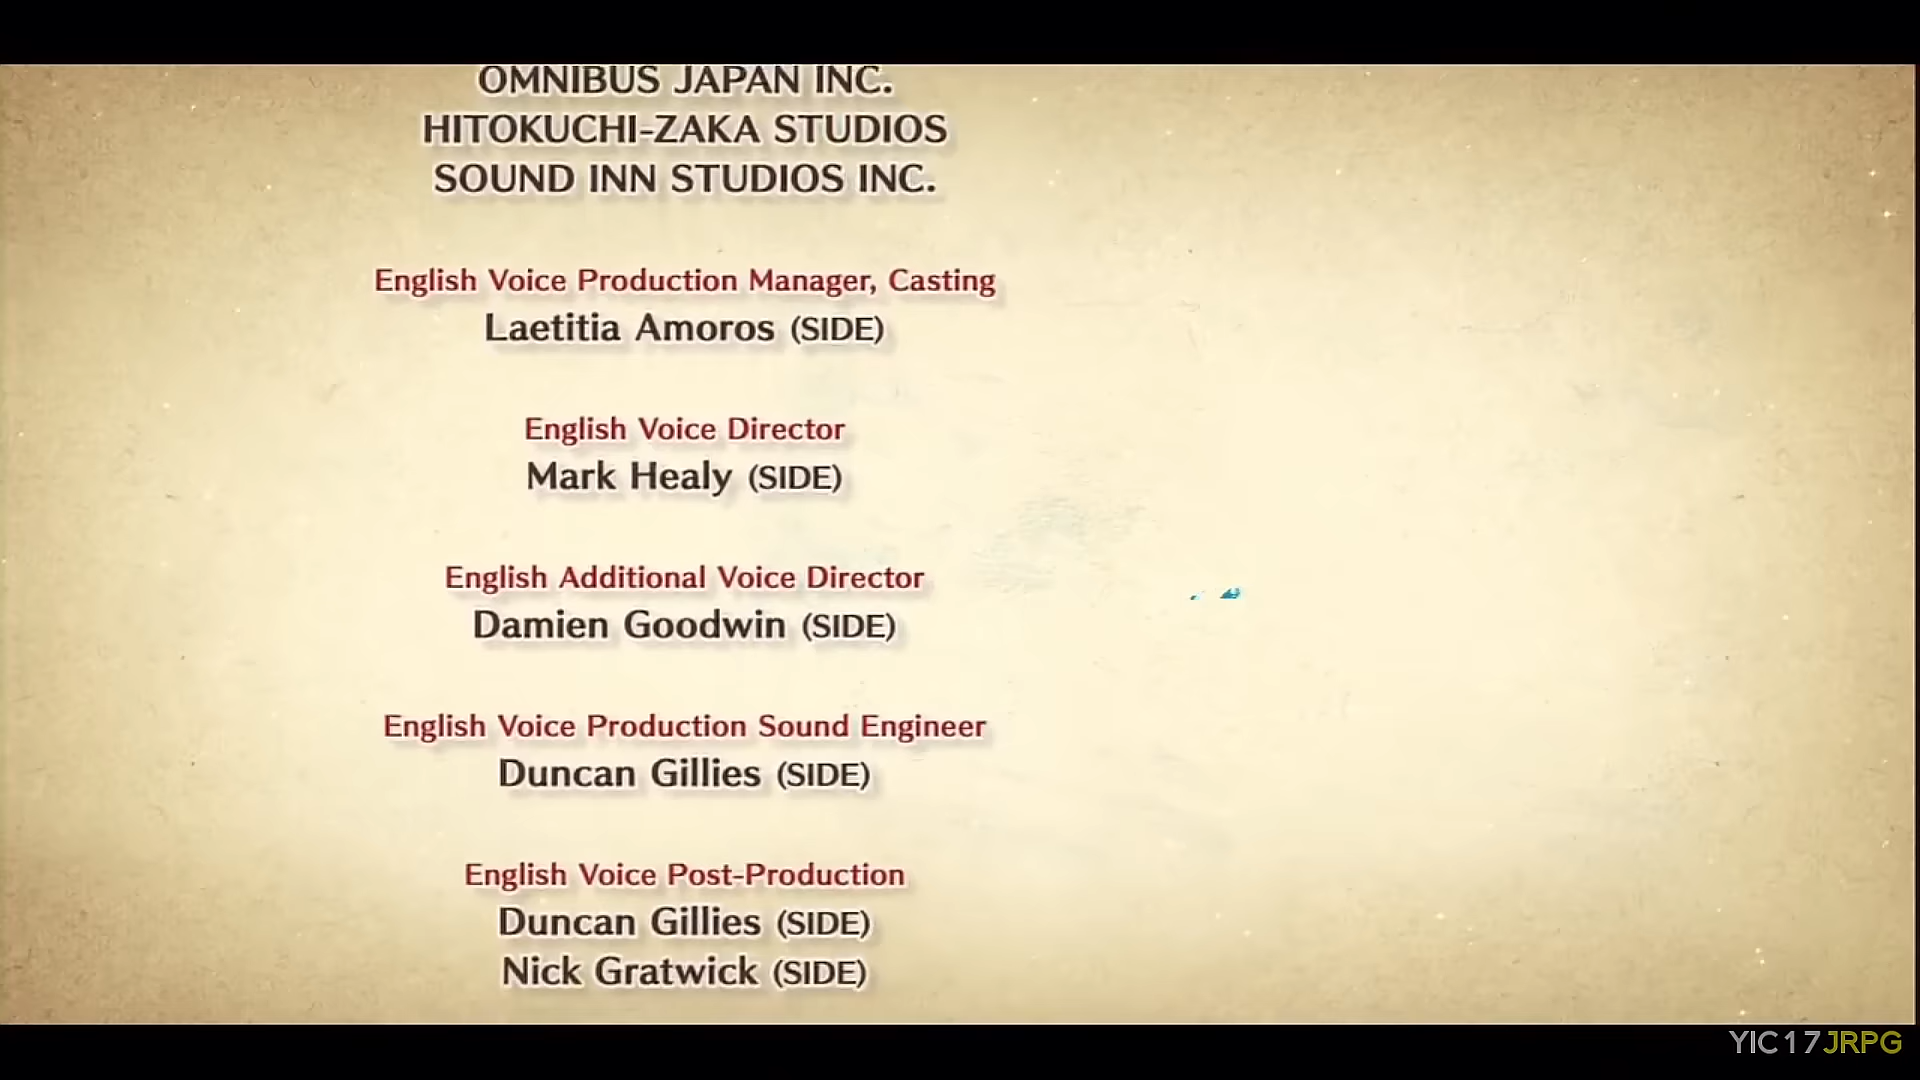 OMNIBUS JAPAN INC.
HITOKUCHI-ZAKA STUDIOS
SOUND INN STUDIOS INC.
English Voice Production Manager, Casting
Laetitia Amoros (SIDE)
English Voice Director
Mark Healy (SIDE)
English Additional Voice Director
Damien Goodwin (SIDE)
English Voice Production Sound Engineer
Duncan Gillies (SIDE)
English Voice Post-Production
Duncan Gillies (SIDE)
Nick Gratwick (SIDE)
YIC17JRPG